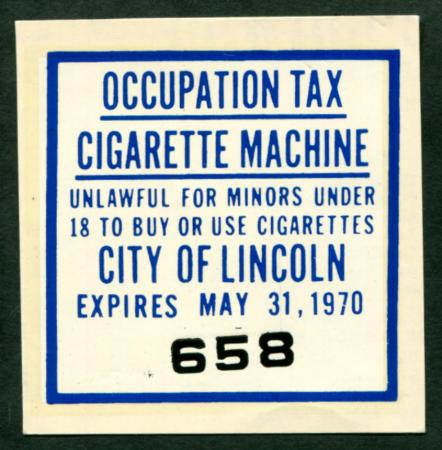 OCCUPATION TAX
CIGARETTE MACHINE
UNLAWFUL FOR MINORS UNDER
18 TO BUY OR USE CIGARETTES
CITY OF LINCOLN
EXPIRES MAY 31, 1970
658